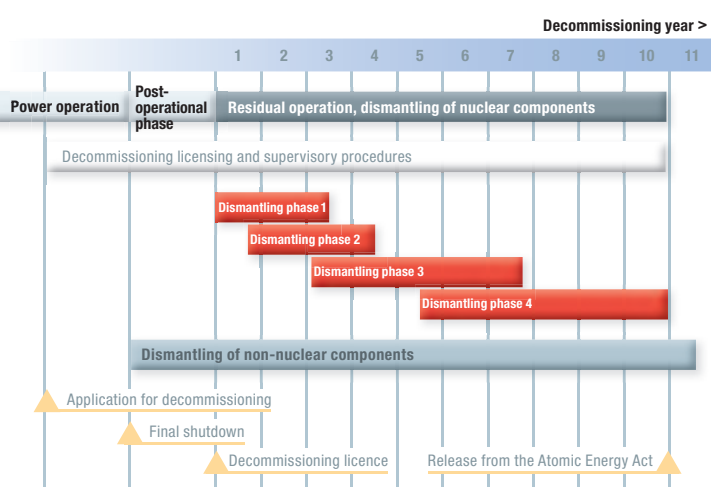 Decommissioning year >
1 2 3 4 5 6 7 8 9 10 11
Power operation
Post-
operational
phase
Residual operation, dismantling of nuclear components
Decommissioning licensing and supervisory procedures
Dismantling phase 1
Dismantling phase 2
Dismantling phase 3
Dismantling phase 4
Dismantling of non-nuclear components
Application for decommissioning
Final shutdown
Decommissioning licence
Release from the Atomic Energy Act